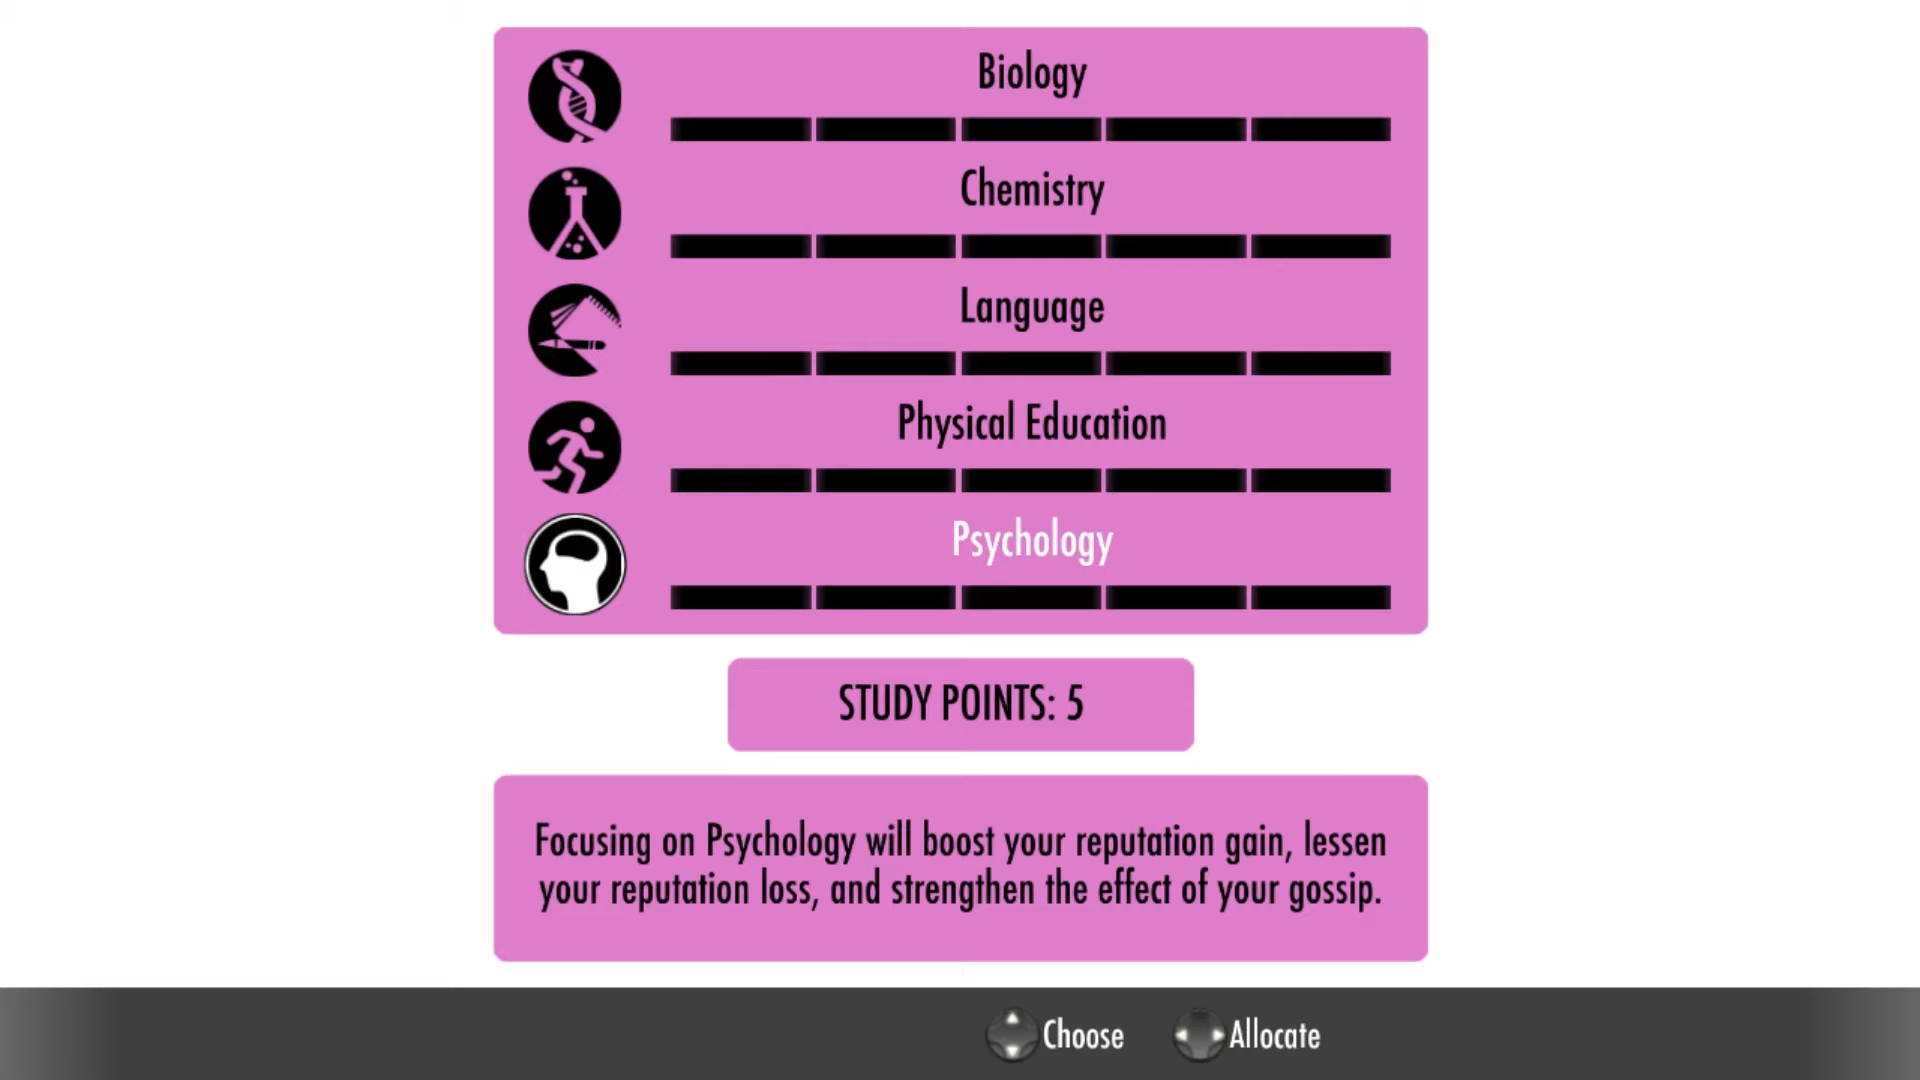 Biology
Chemistry
Language
Physical Education
Psychology
STUDY POINTS: 5
Focusing on Psychology will boost your reputation gain, lessen
your reputation loss, and strengthen the effect of your gossip.
Choose
Allocate